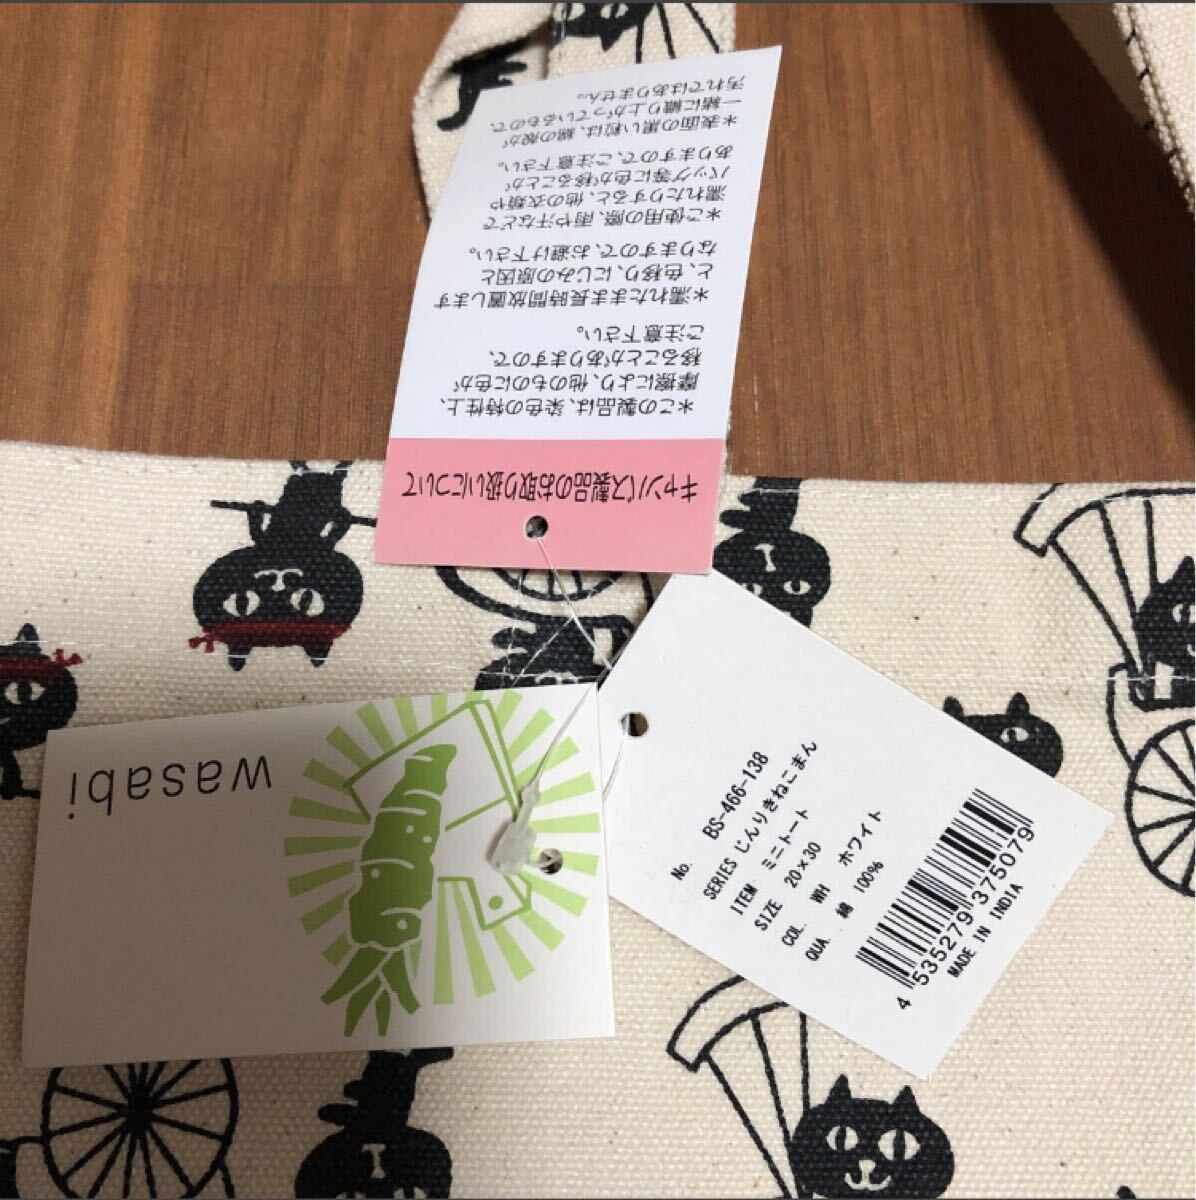 キャンバス製品のお取り扱いについて
＊この製品は、染色の特性上、
摩擦により、他のものに色が
移ることがありますので、
ご注意下さい。
＊濡れたまま長時間放置します
と、色移り、にじみの原因と
なりますので、お避け下さい。
＊ご使用の際、雨や汗などで
濡れたりすると、他の衣類や
バッグ等に色が移ることが
ありますので、ご注意下さい。
＊表面の黒い粒は、綿の殻が
一緒に織り上がっているもので、
汚れではありません。
wasabi
No. BS-466-138
SERIES じんりきねこまん
ITEM ミニトート
SIZE 20×30
COL. WH ホワイト
QUA. 綿 100%
4 535279 375079
MADE IN INDIA